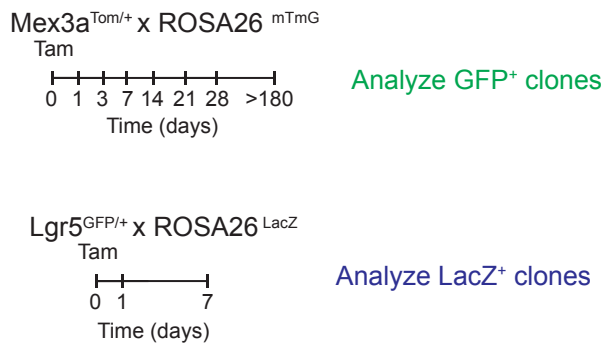 Mex3a^Tom/+ x ROSA26 ^mTmG
Tam
0 1 3 7 14 21 28 >180
Time (days)
Analyze GFP⁺ clones
Lgr5^GFP/+ x ROSA26 ^LacZ
Tam
0 1 7
Time (days)
Analyze LacZ⁺ clones